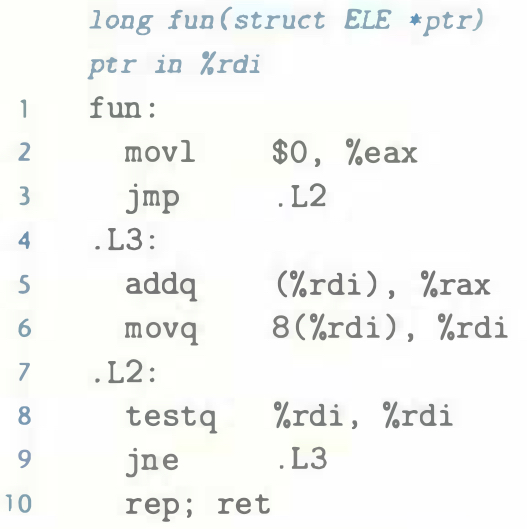 long fun(struct ELE *ptr)
ptr in %rdi
1 fun:
2 movl $0, %eax
3 jmp .L2
4 .L3:
5 addq (%rdi), %rax
6 movq 8(%rdi), %rdi
7 .L2:
8 testq %rdi, %rdi
9 jne .L3
10 rep; ret